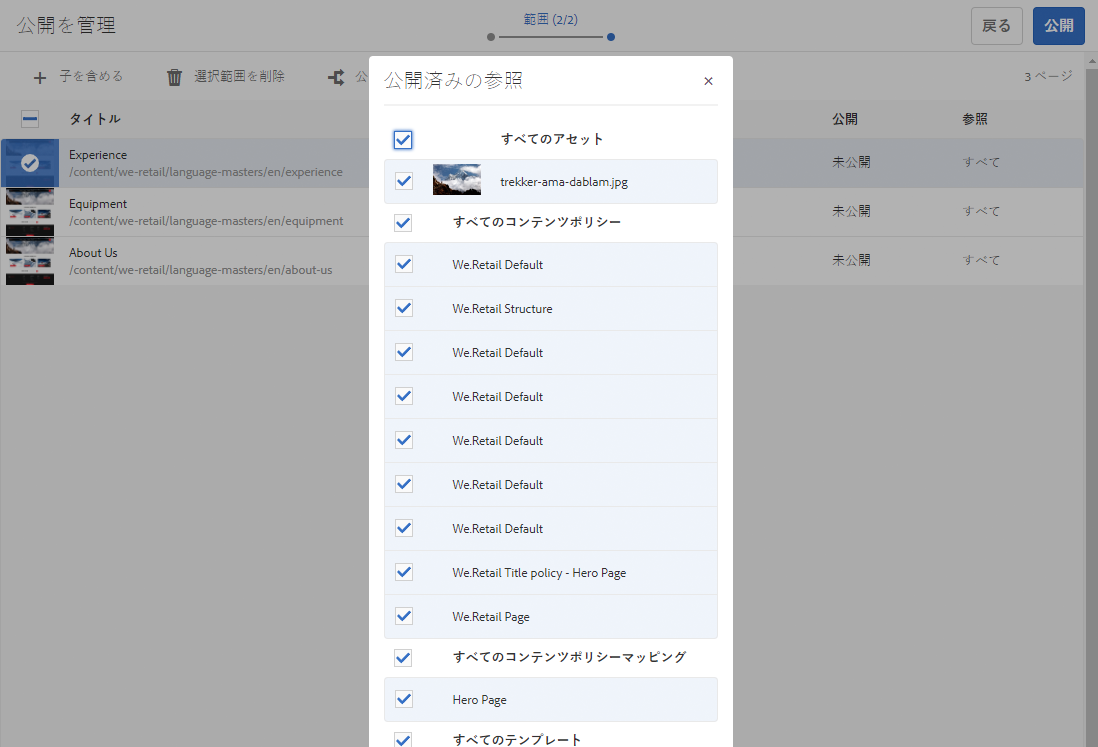 公開を管理
範囲 (2/2)
戻る
公開
子を含める
選択範囲を削除
公
3 ページ
タイトル
公開
参照
Experience
/content/we-retail/language-masters/en/experience
未公開
すべて
Equipment
/content/we-retail/language-masters/en/equipment
未公開
すべて
About Us
/content/we-retail/language-masters/en/about-us
未公開
すべて
公開済みの参照
×
すべてのアセット
trekker-ama-dablam.jpg
すべてのコンテンツポリシー
We.Retail Default
We.Retail Structure
We.Retail Default
We.Retail Default
We.Retail Default
We.Retail Default
We.Retail Default
We.Retail Title policy - Hero Page
We.Retail Page
すべてのコンテンツポリシーマッピング
Hero Page
すべてのテンプレート